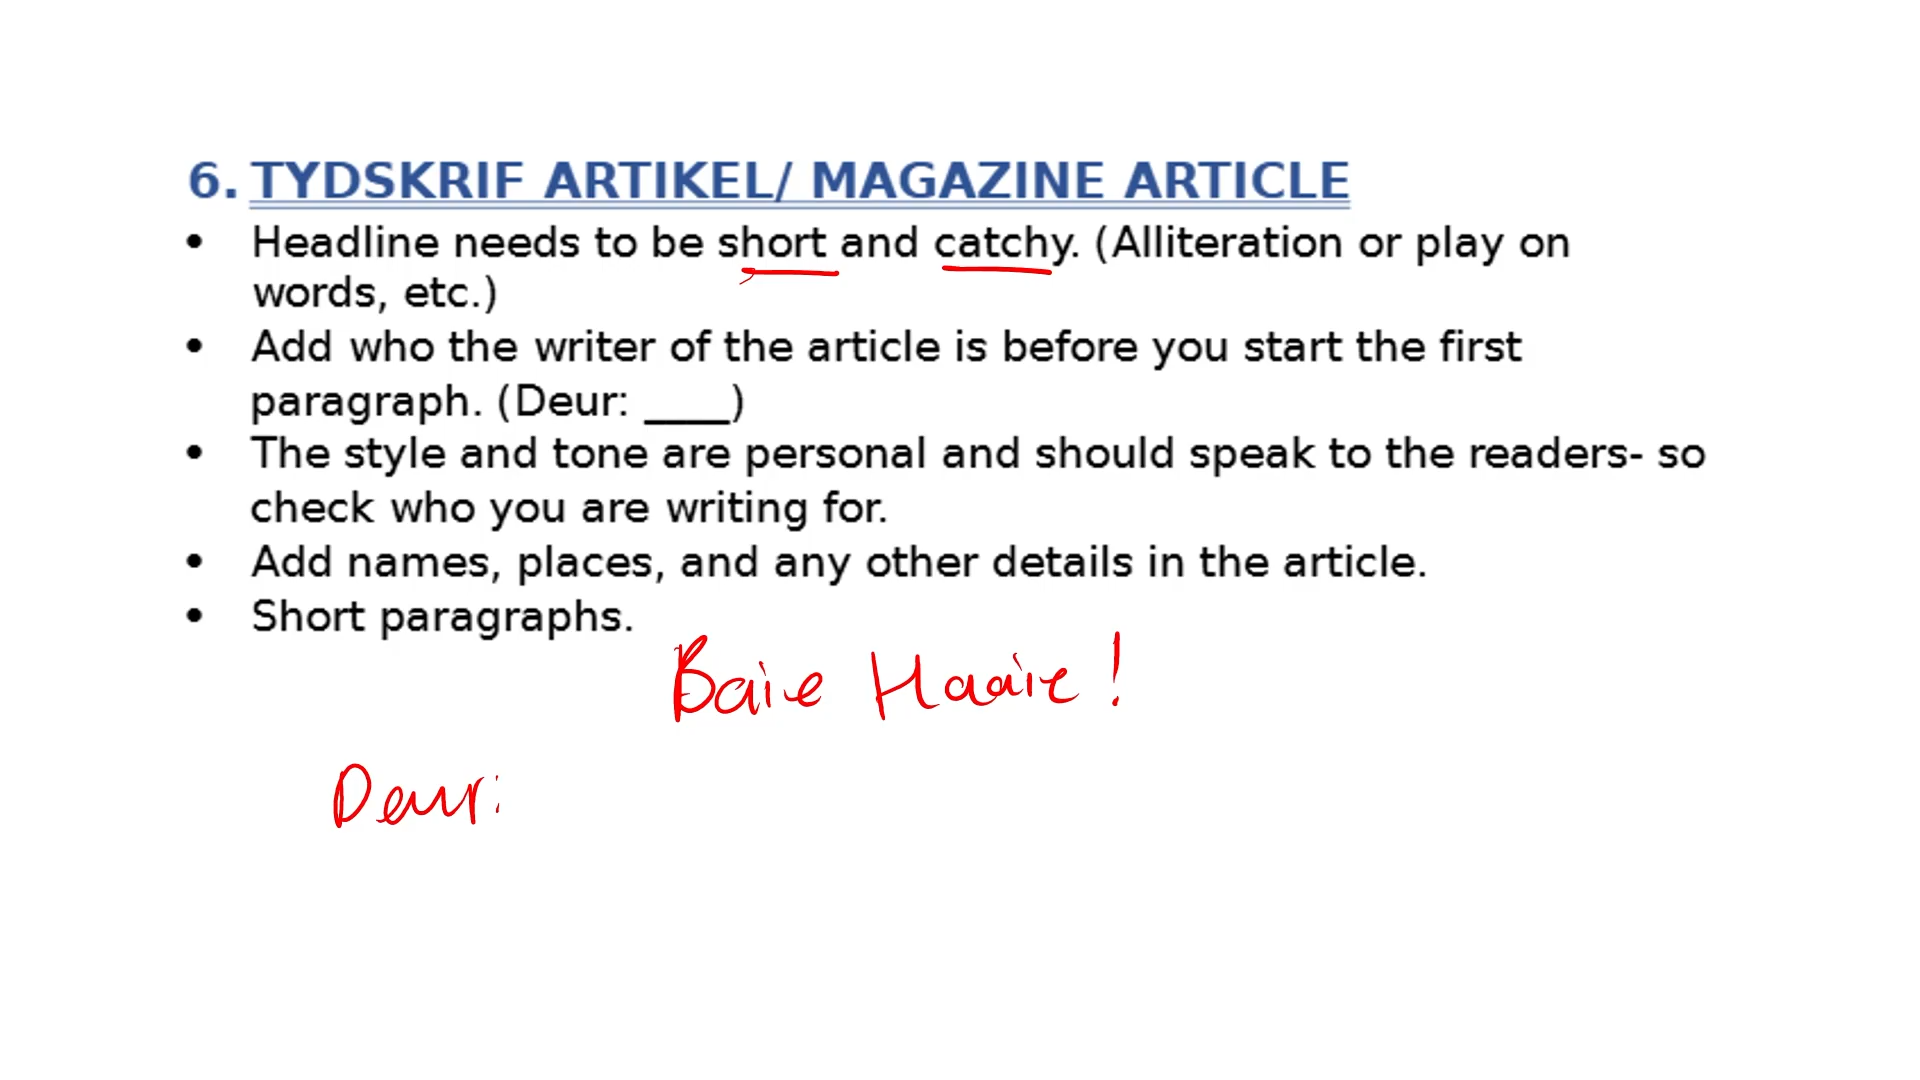 6. TYDSKRIF ARTIKEL/ MAGAZINE ARTICLE
• Headline needs to be short and catchy. (Alliteration or play on
words, etc.)
• Add who the writer of the article is before you start the first
paragraph. (Deur: ____)
• The style and tone are personal and should speak to the readers- so
check who you are writing for.
• Add names, places, and any other details in the article.
• Short paragraphs.
Baie Haaie!
Deur: